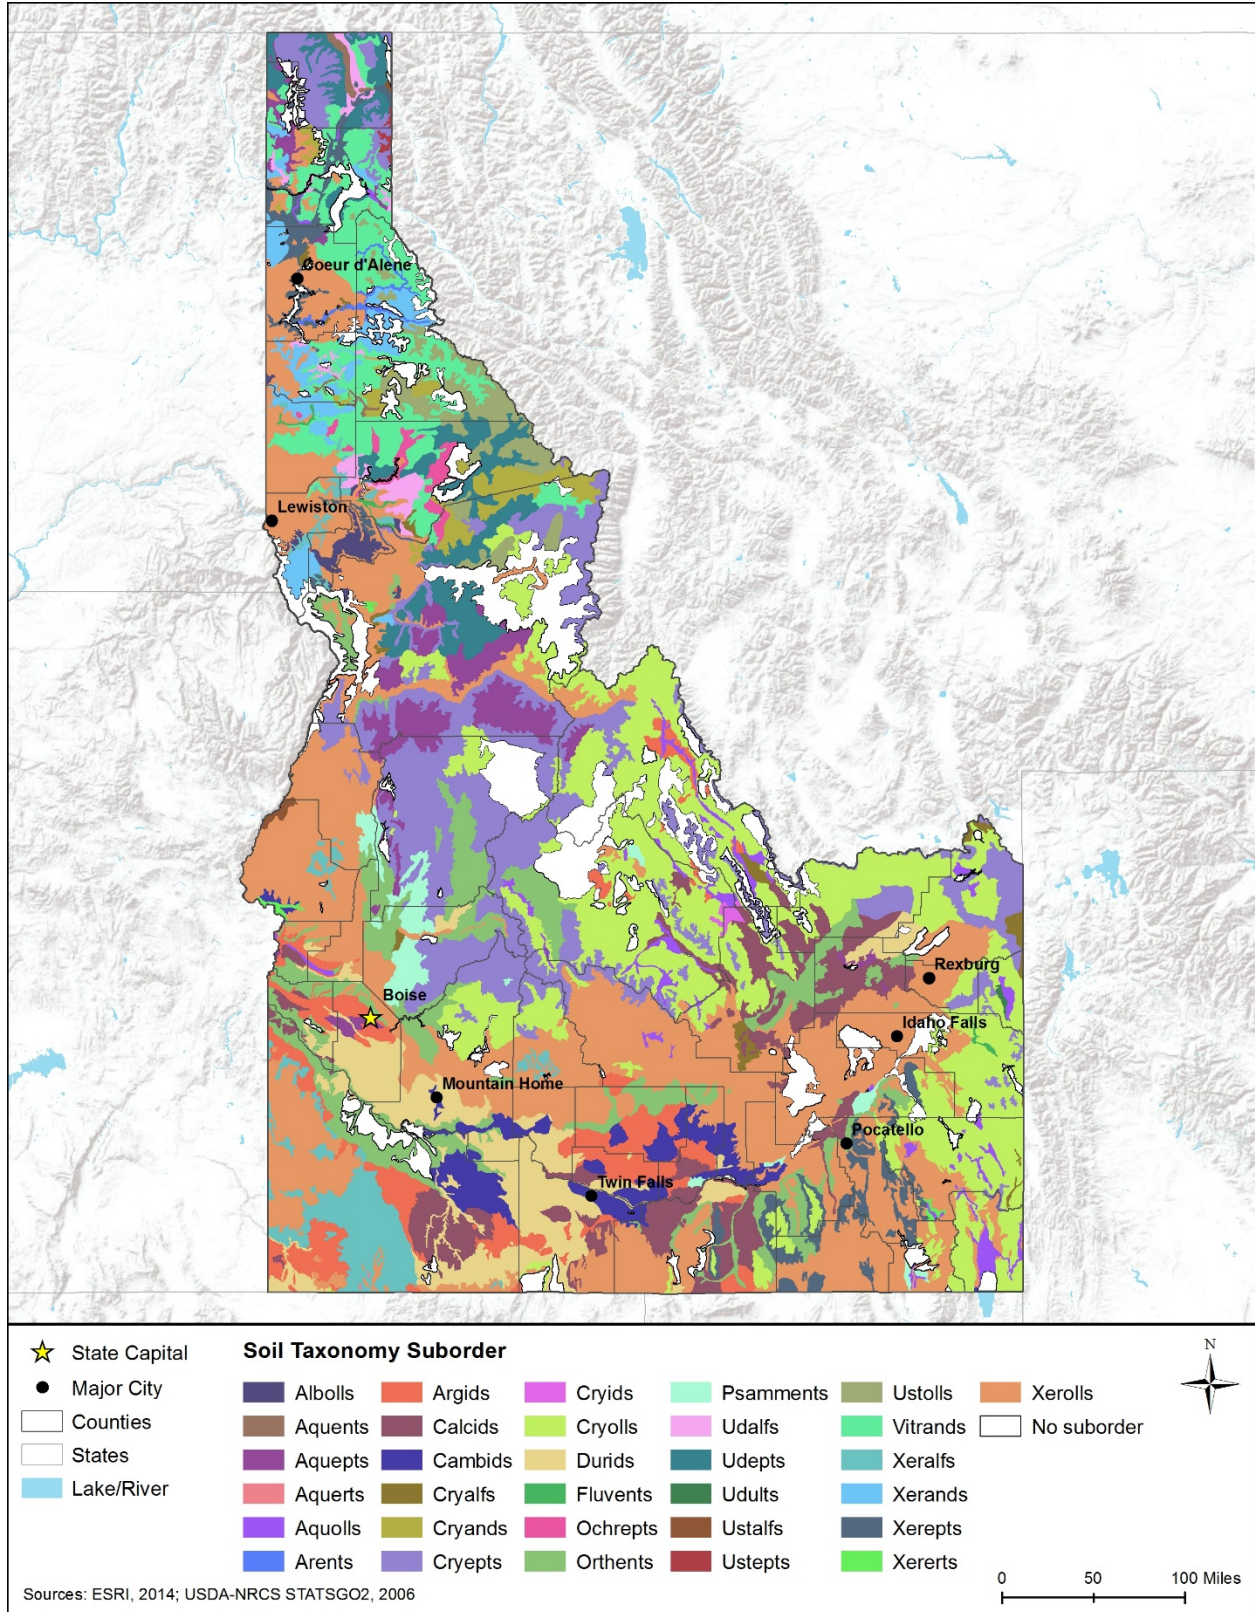 Coeur d'Alene
Lewiston
Rexburg
Boise
Idaho Falls
Mountain Home
Pocatello
Twin Falls
State Capital
Major City
Counties
States
Lake/River
Soil Taxonomy Suborder
Albolls
Aquents
Aquepts
Aquerts
Aquolls
Arents
Argids
Calcids
Cambids
Cryalfs
Cryands
Cryepts
Cryids
Cryolls
Durids
Fluvents
Ochrepts
Orthents
Psamments
Udalfs
Udepts
Udults
Ustalfs
Ustepts
Ustolls
Vitrands
Xeralfs
Xerands
Xerepts
Xererts
Xerolls
No suborder
N
0 50 100 Miles
Sources: ESRI, 2014; USDA-NRCS STATSGO2, 2006